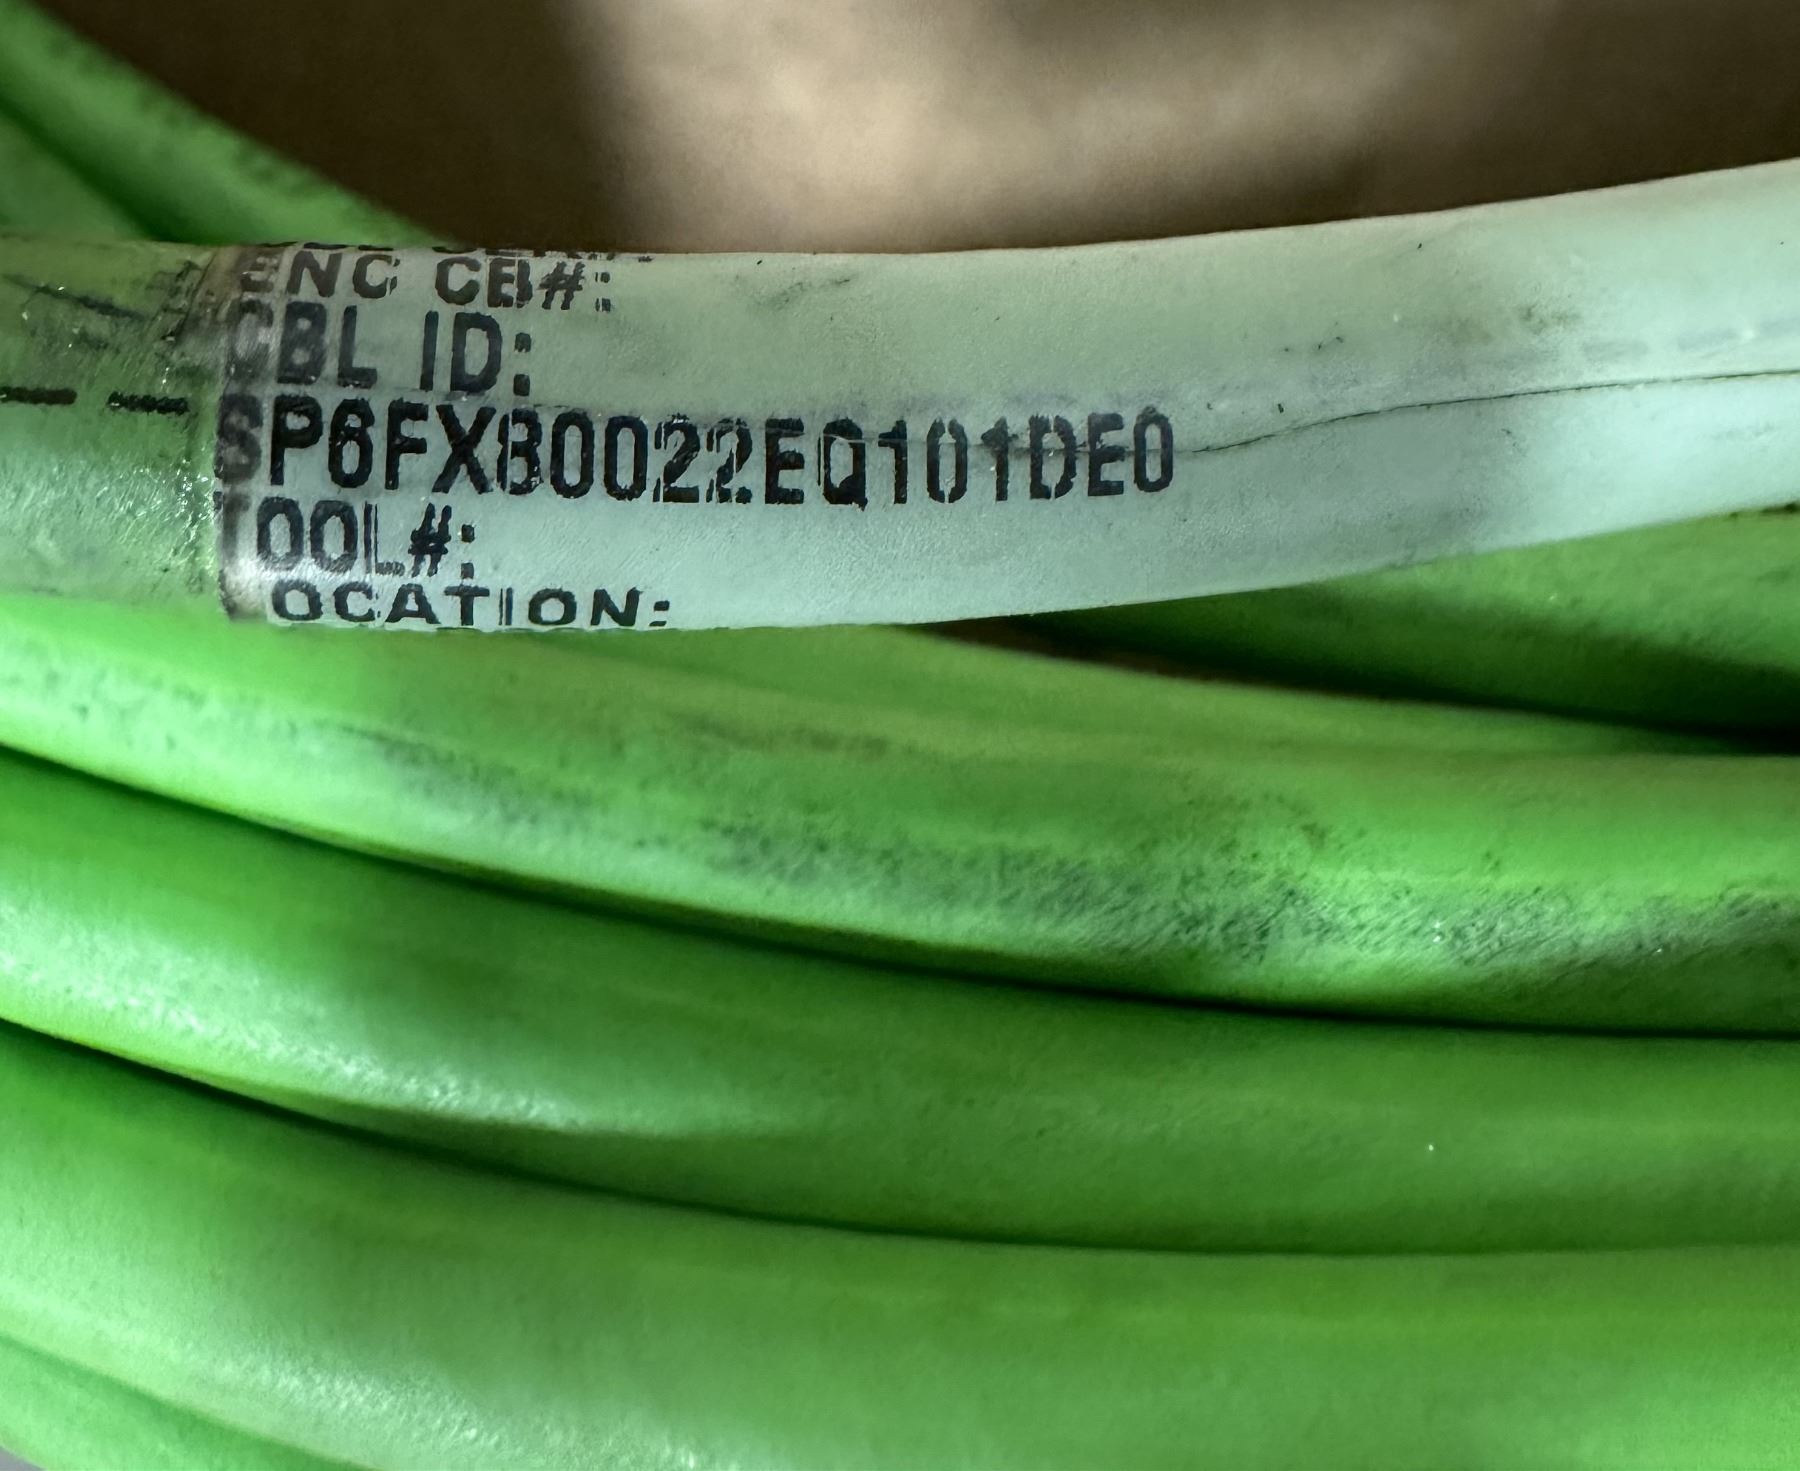 ENC CB#:
CBL ID:
SP6FX80022EQ101DE0
TOOL#:
OCATION: